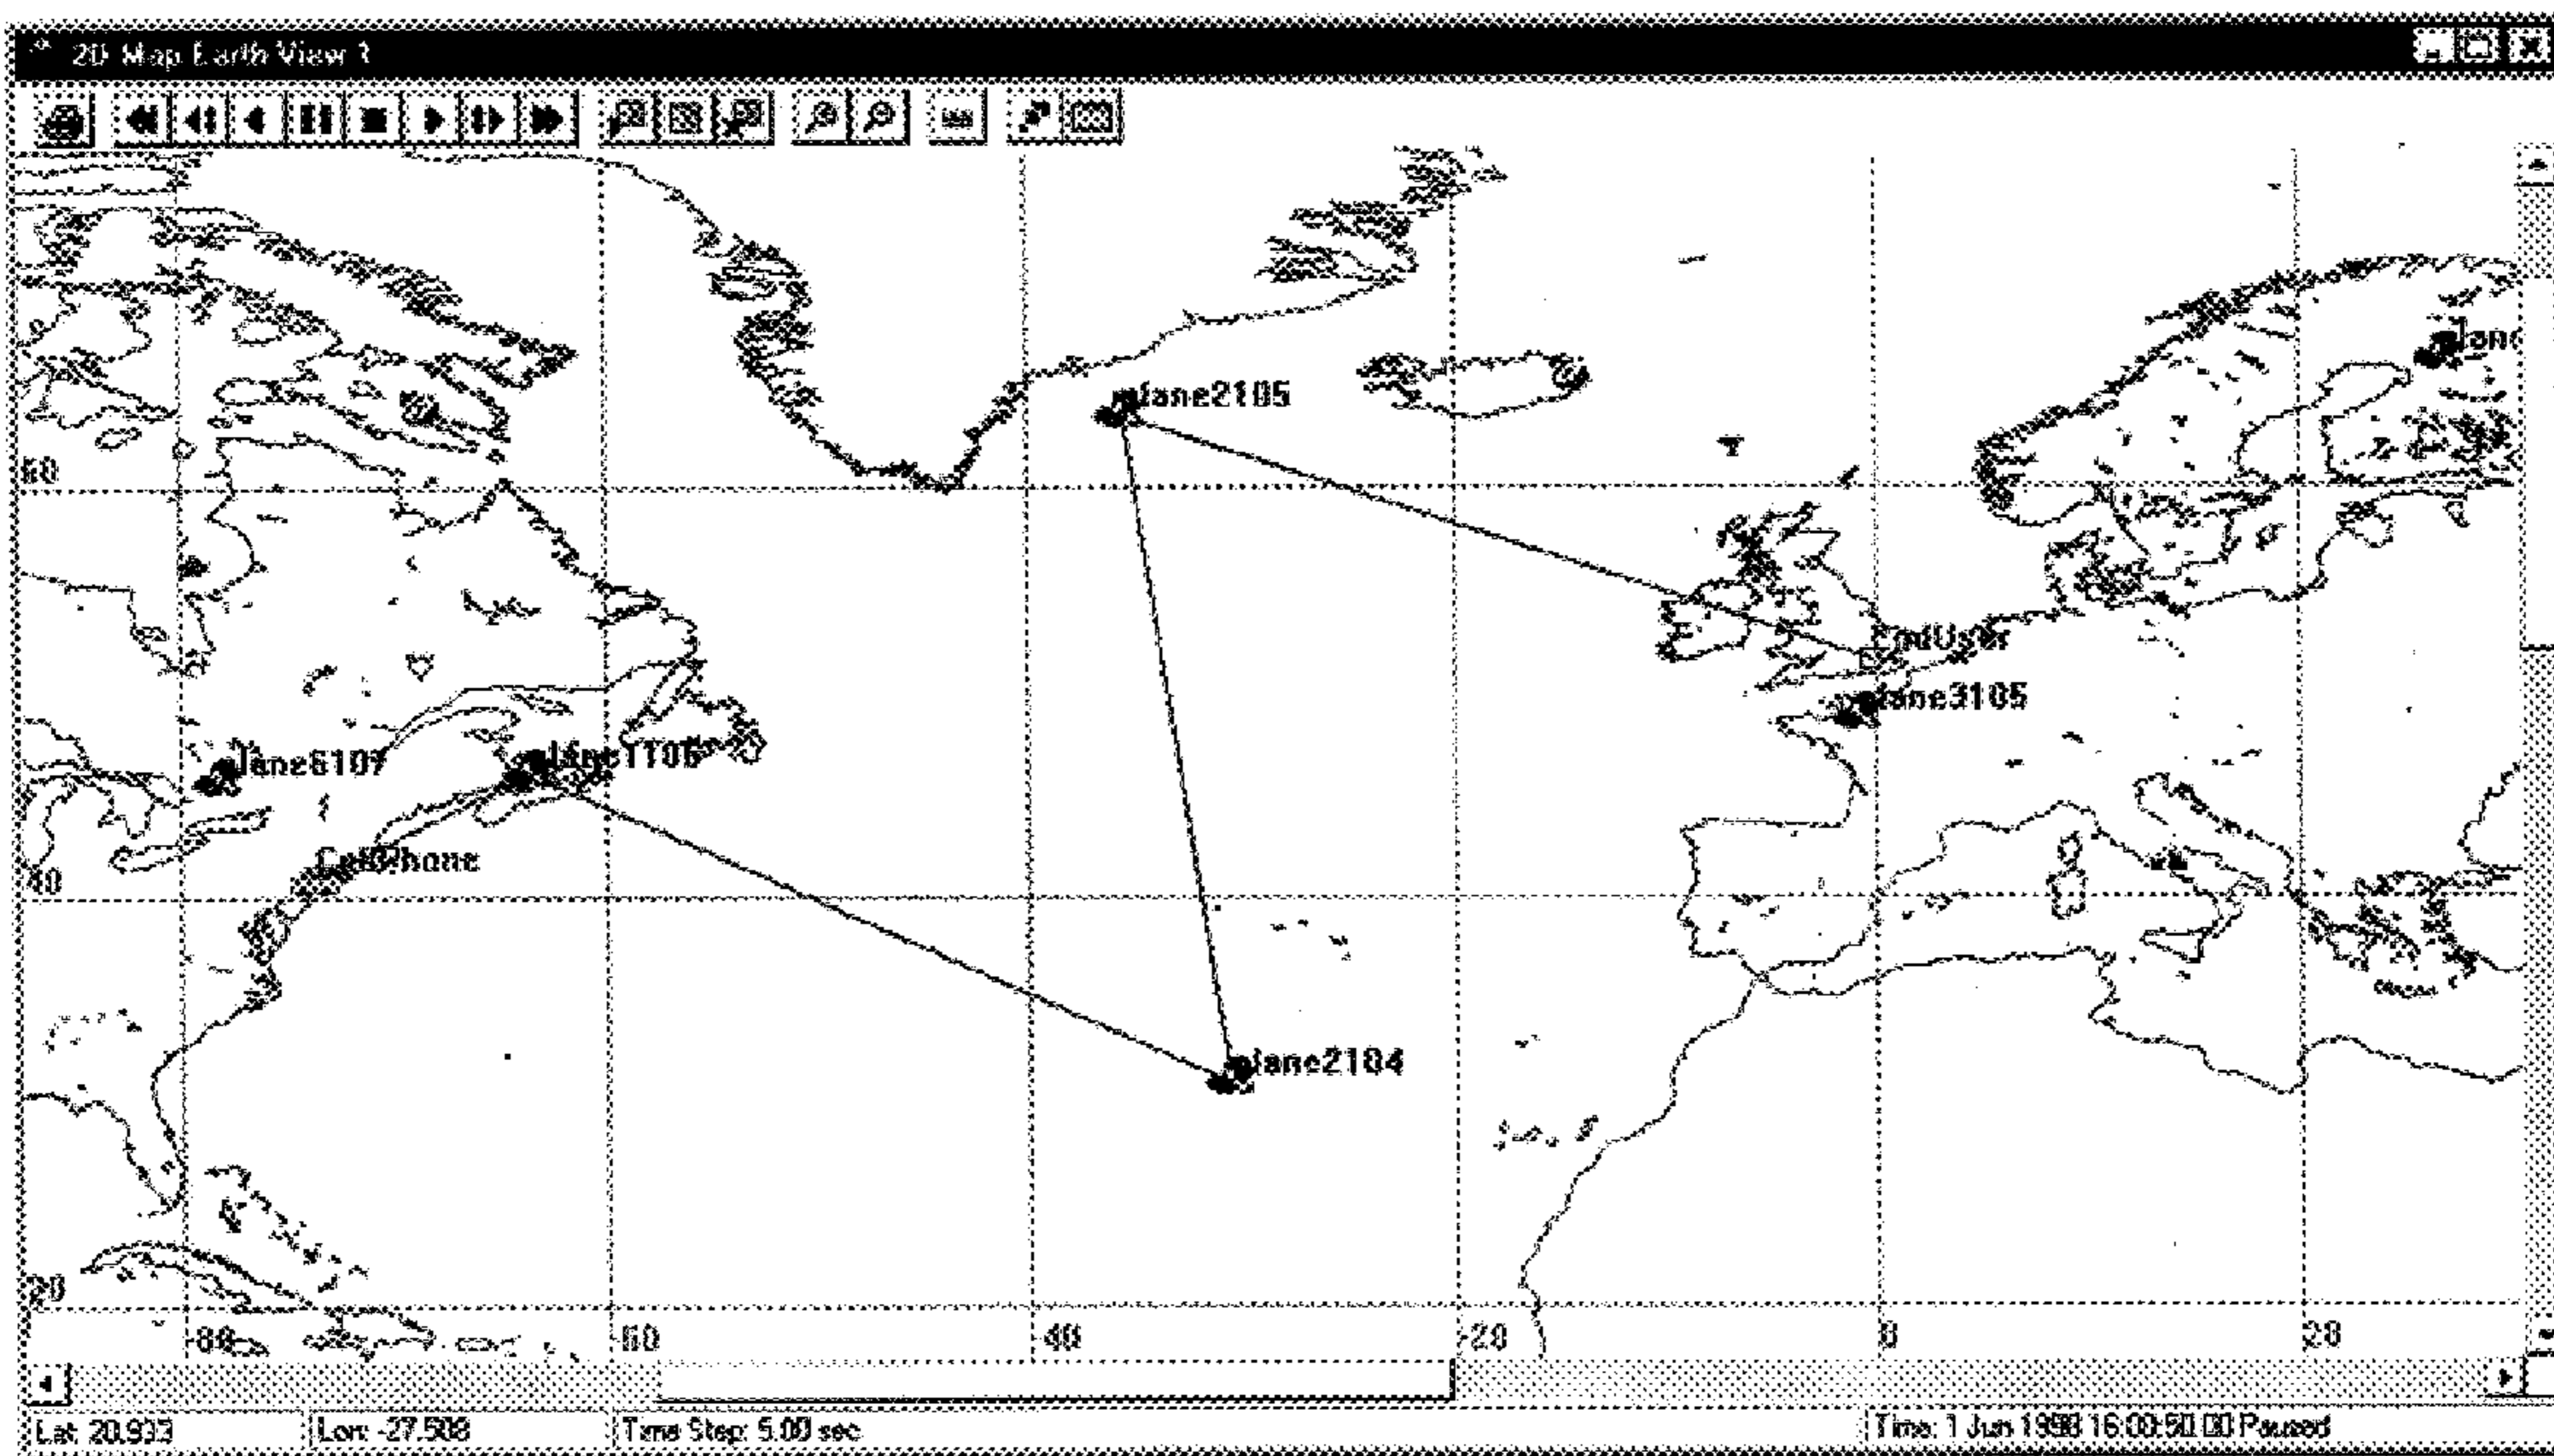 2D Map Earth View 1
plane2105
60
EndUser
plane3105
plane6107
plane1106
CellPhone
40
plane2104
20
-80
-60
-40
-20
0
20
Lat: 20.933
Lon: -27.508
Time Step: 5.00 sec
Time: 1 Jun 1998 16:00:50.00 Paused